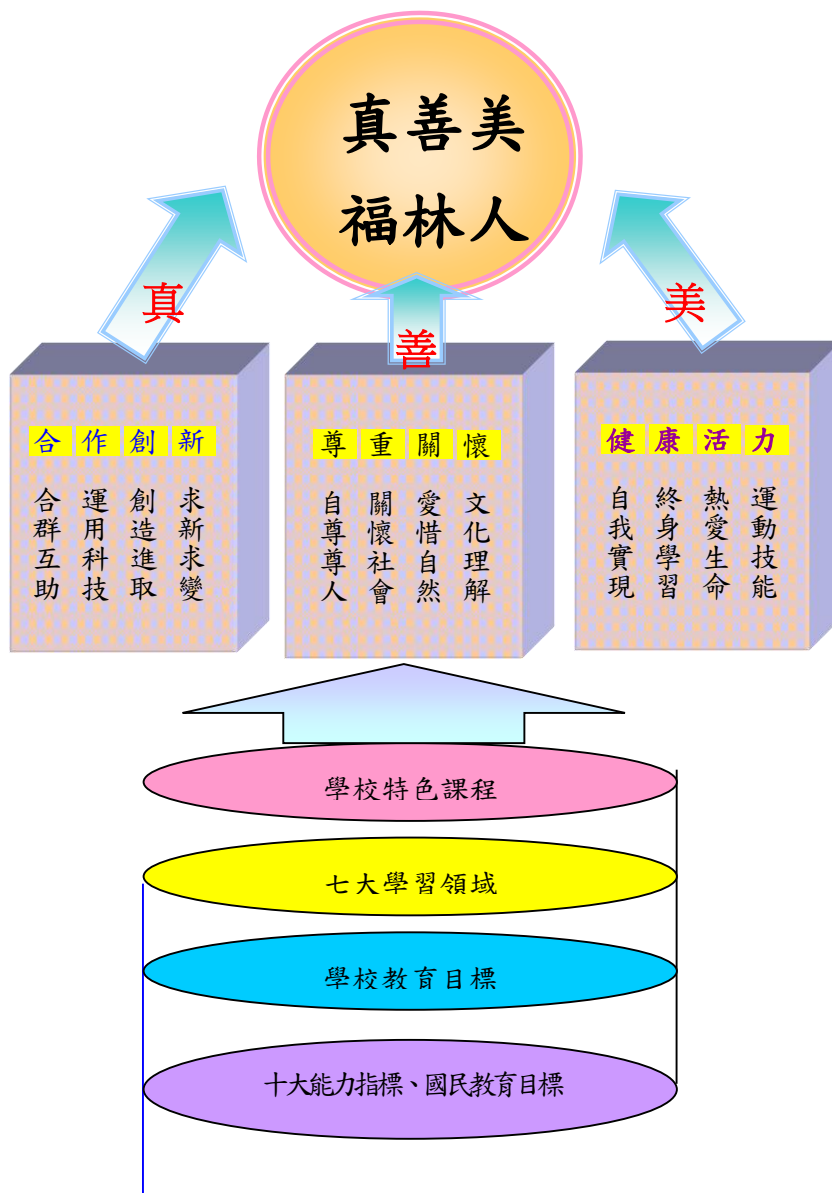 真善美
福林人
真
善
美
合作創新
合群互助
運用科技
創造進取
求新求變
尊重關懷
自尊尊人
關懷社會
愛惜自然
文化理解
健康活力
自我實現
終身學習
熱愛生命
運動技能
學校特色課程
七大學習領域
學校教育目標
十大能力指標、國民教育目標